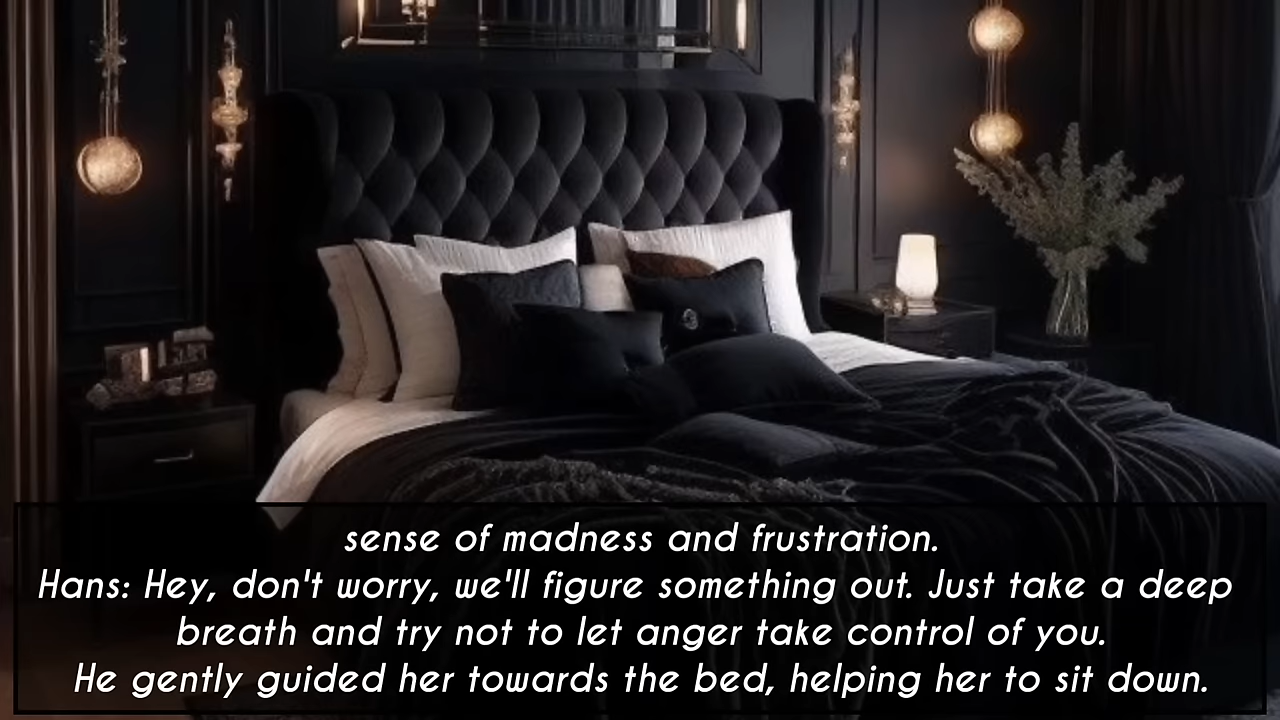 sense of madness and frustration.
Hans: Hey, don't worry, we'll figure something out. Just take a deep
breath and try not to let anger take control of you.
He gently guided her towards the bed, helping her to sit down.